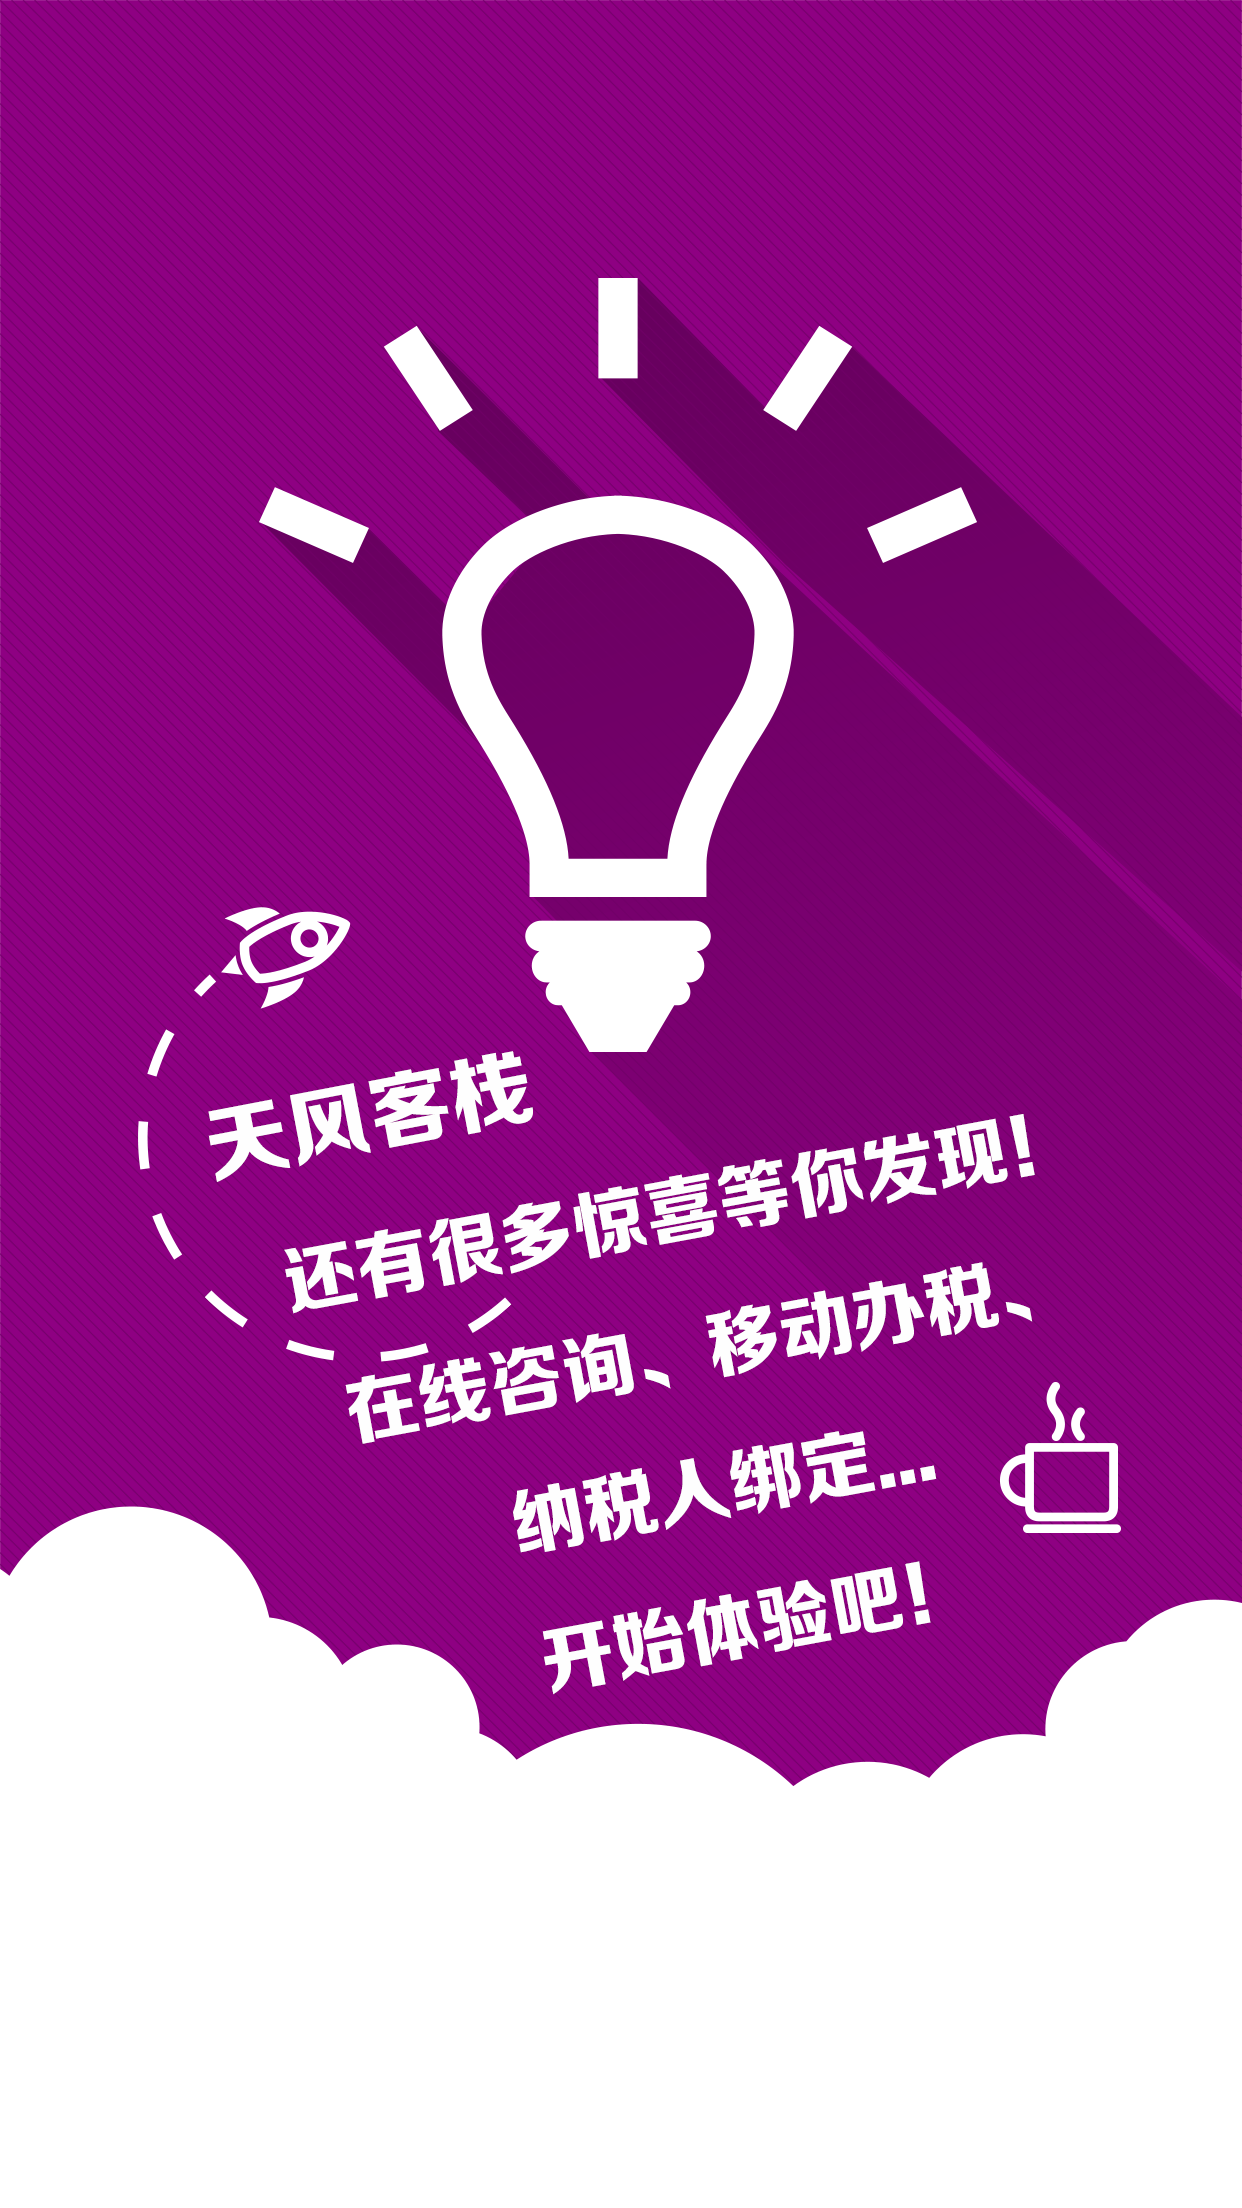 天风客栈
还有很多惊喜等你发现!
在线咨询、移动办税、
纳税人绑定...
开始体验吧!